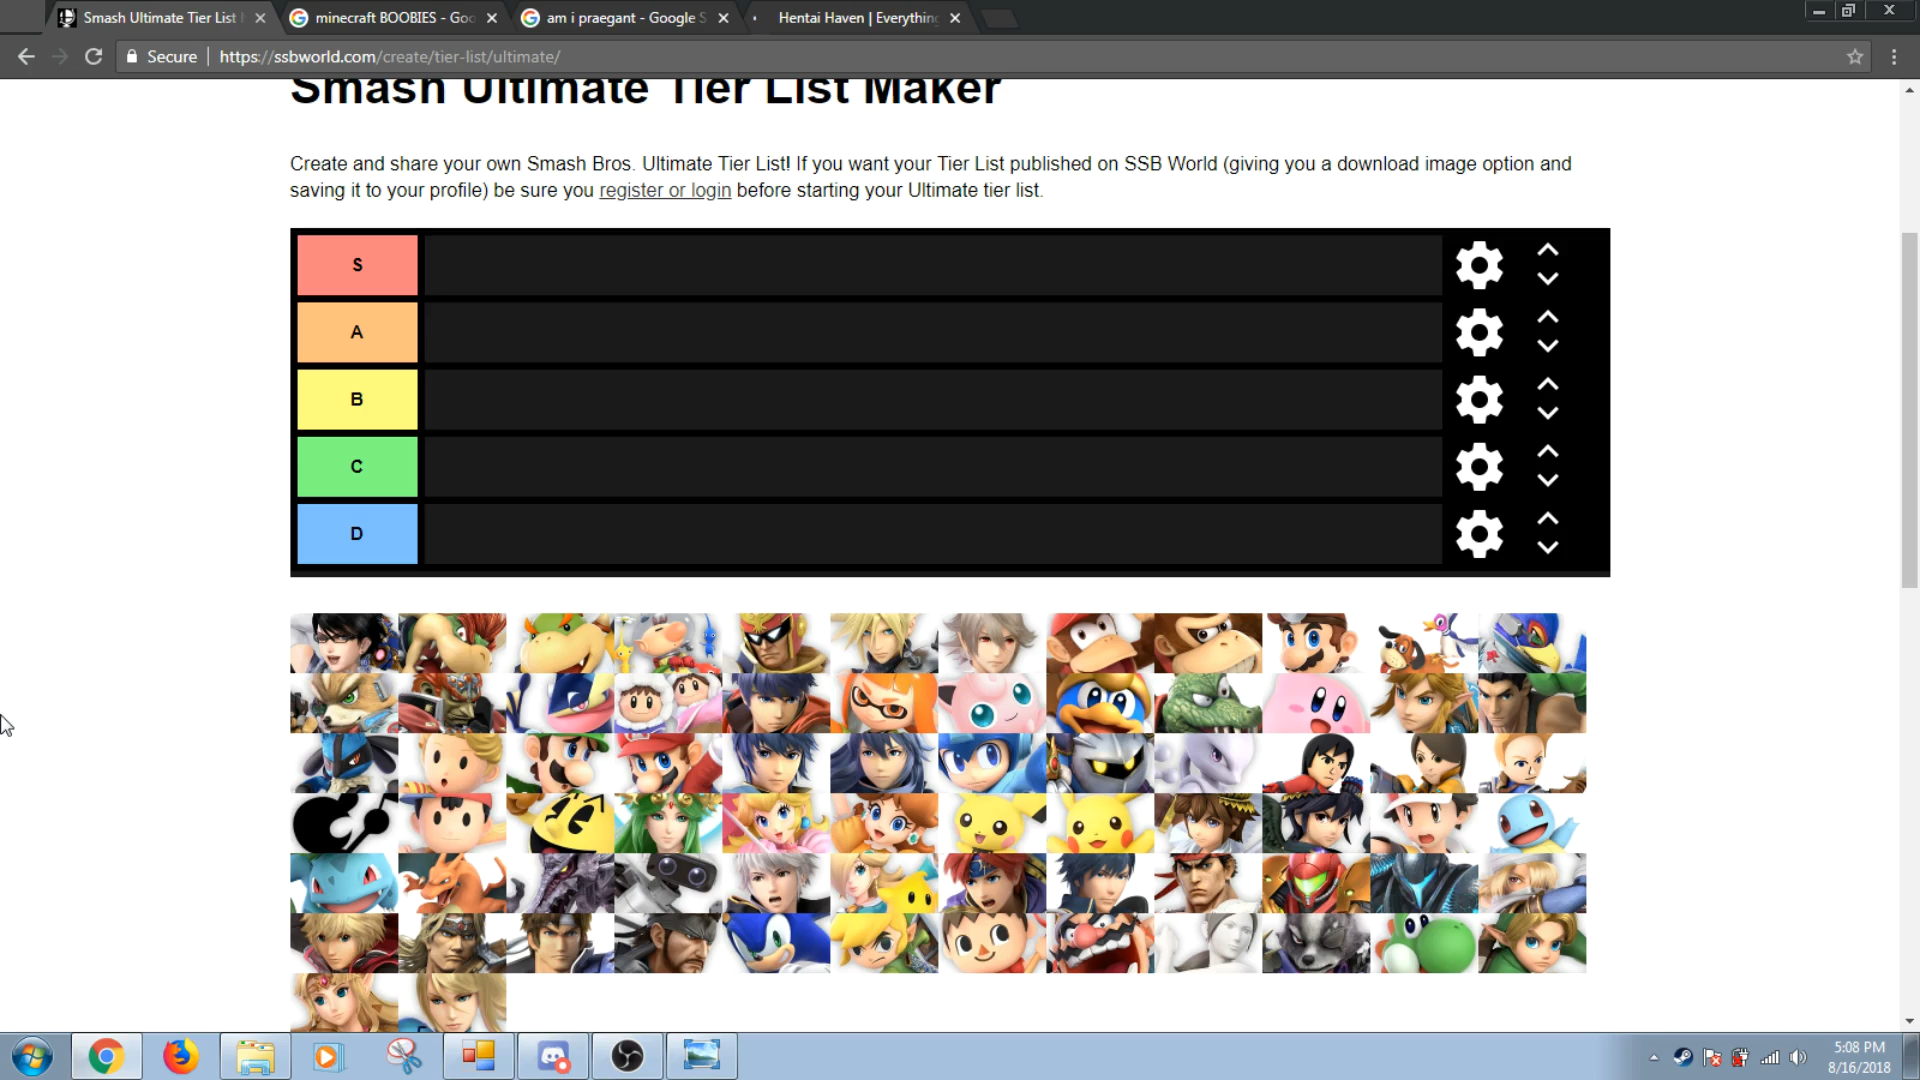 Smash Ultimate Tier List
minecraft BOOBIES - Goo
am i praegant - Google S
Hentai Haven | Everything
Secure
https://ssbworld.com/create/tier-list/ultimate/
Smash Ultimate Tier List Maker
Create and share your own Smash Bros. Ultimate Tier List! If you want your Tier List published on SSB World (giving you a download image option and
saving it to your profile) be sure you register or login before starting your Ultimate tier list.
S
A
B
C
D
5:08 PM
8/16/2018